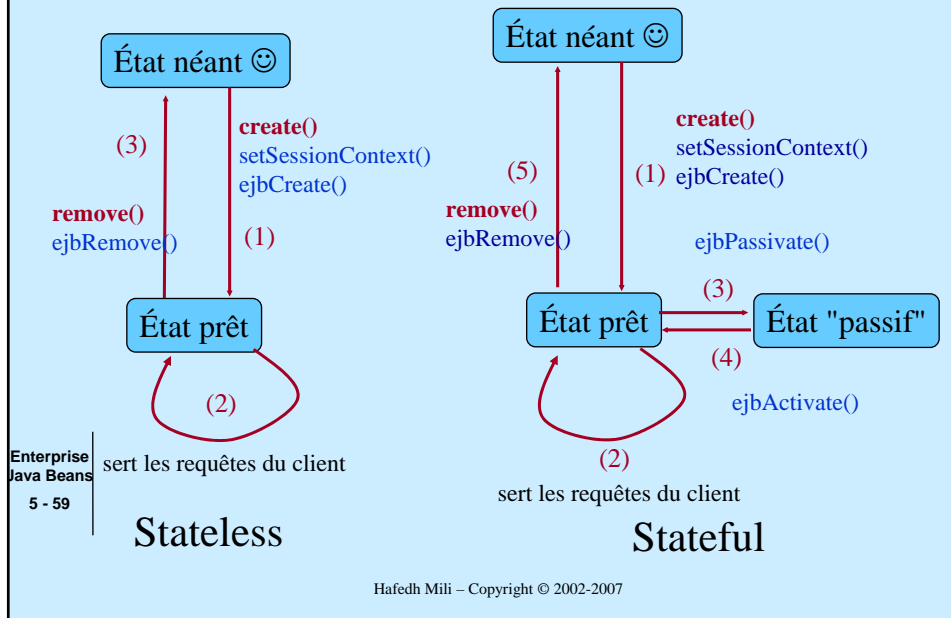 État néant ☺
(3)
create()
setSessionContext()
ejbCreate()
remove()
ejbRemove()
(1)
État prêt
(2)
sert les requêtes du client
Stateless
État néant ☺
create()
setSessionContext()
(5)
(1) ejbCreate()
remove()
ejbRemove()
ejbPassivate()
(3)
État prêt
État "passif"
(4)
ejbActivate()
(2)
sert les requêtes du client
Stateful
Enterprise
Java Beans
5 - 59
Hafedh Mili – Copyright © 2002-2007